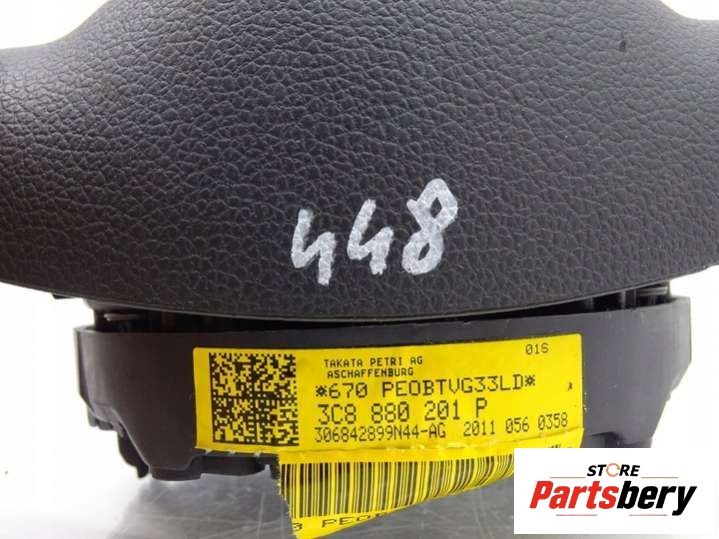 448
TAKATA PETRI AG 016
ASCHAFFENBURG
*670 PEOBTVG33LD*
3C8 880 201 P
306842899N44-AG 2011 056 0358
STORE
Partsbery